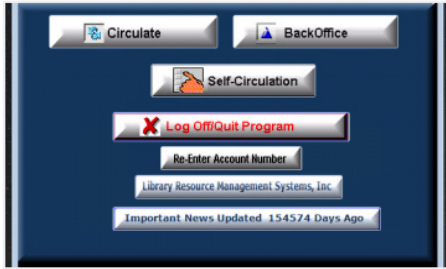 Circulate
BackOffice
Self-Circulation
Log Off/Quit Program
Re-Enter Account Number
Library Resource Management Systems, Inc
Important News Updated 154574 Days Ago